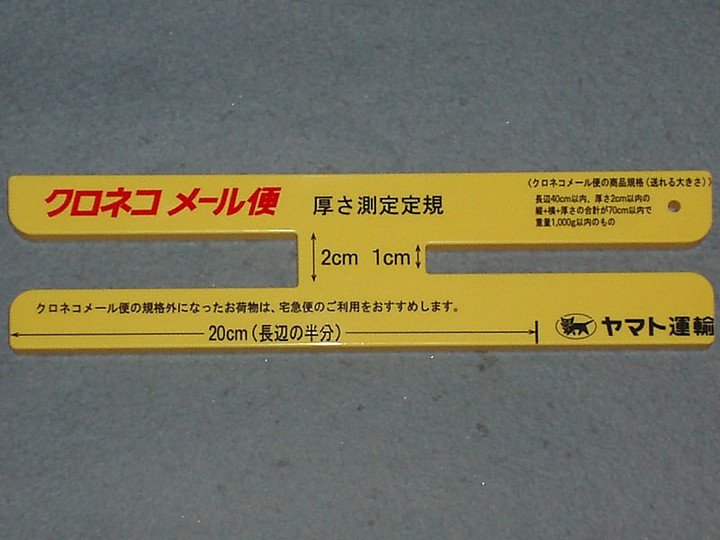 クロネコ メール便 厚さ測定定規
〈クロネコメール便の商品規格(送れる大きさ)〉
長辺40cm以内、厚さ2cm以内の
縦+横+厚さの合計が70cm以内で
重量1,000g以内のもの
2cm 1cm
クロネコメール便の規格外になったお荷物は、宅急便のご利用をおすすめします。
20cm(長辺の半分)
ヤマト運輸